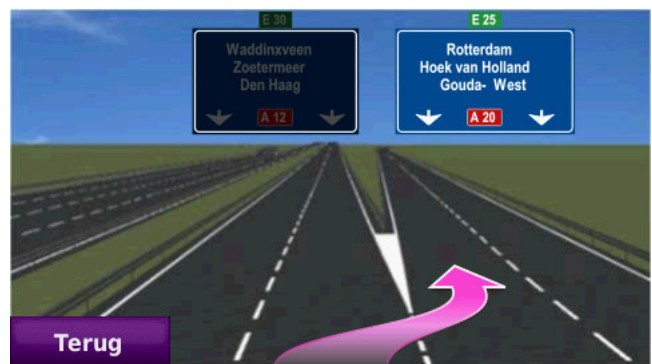 E 30
Waddinxveen
Zoetermeer
Den Haag
A 12
E 25
Rotterdam
Hoek van Holland
Gouda- West
A 20
Terug